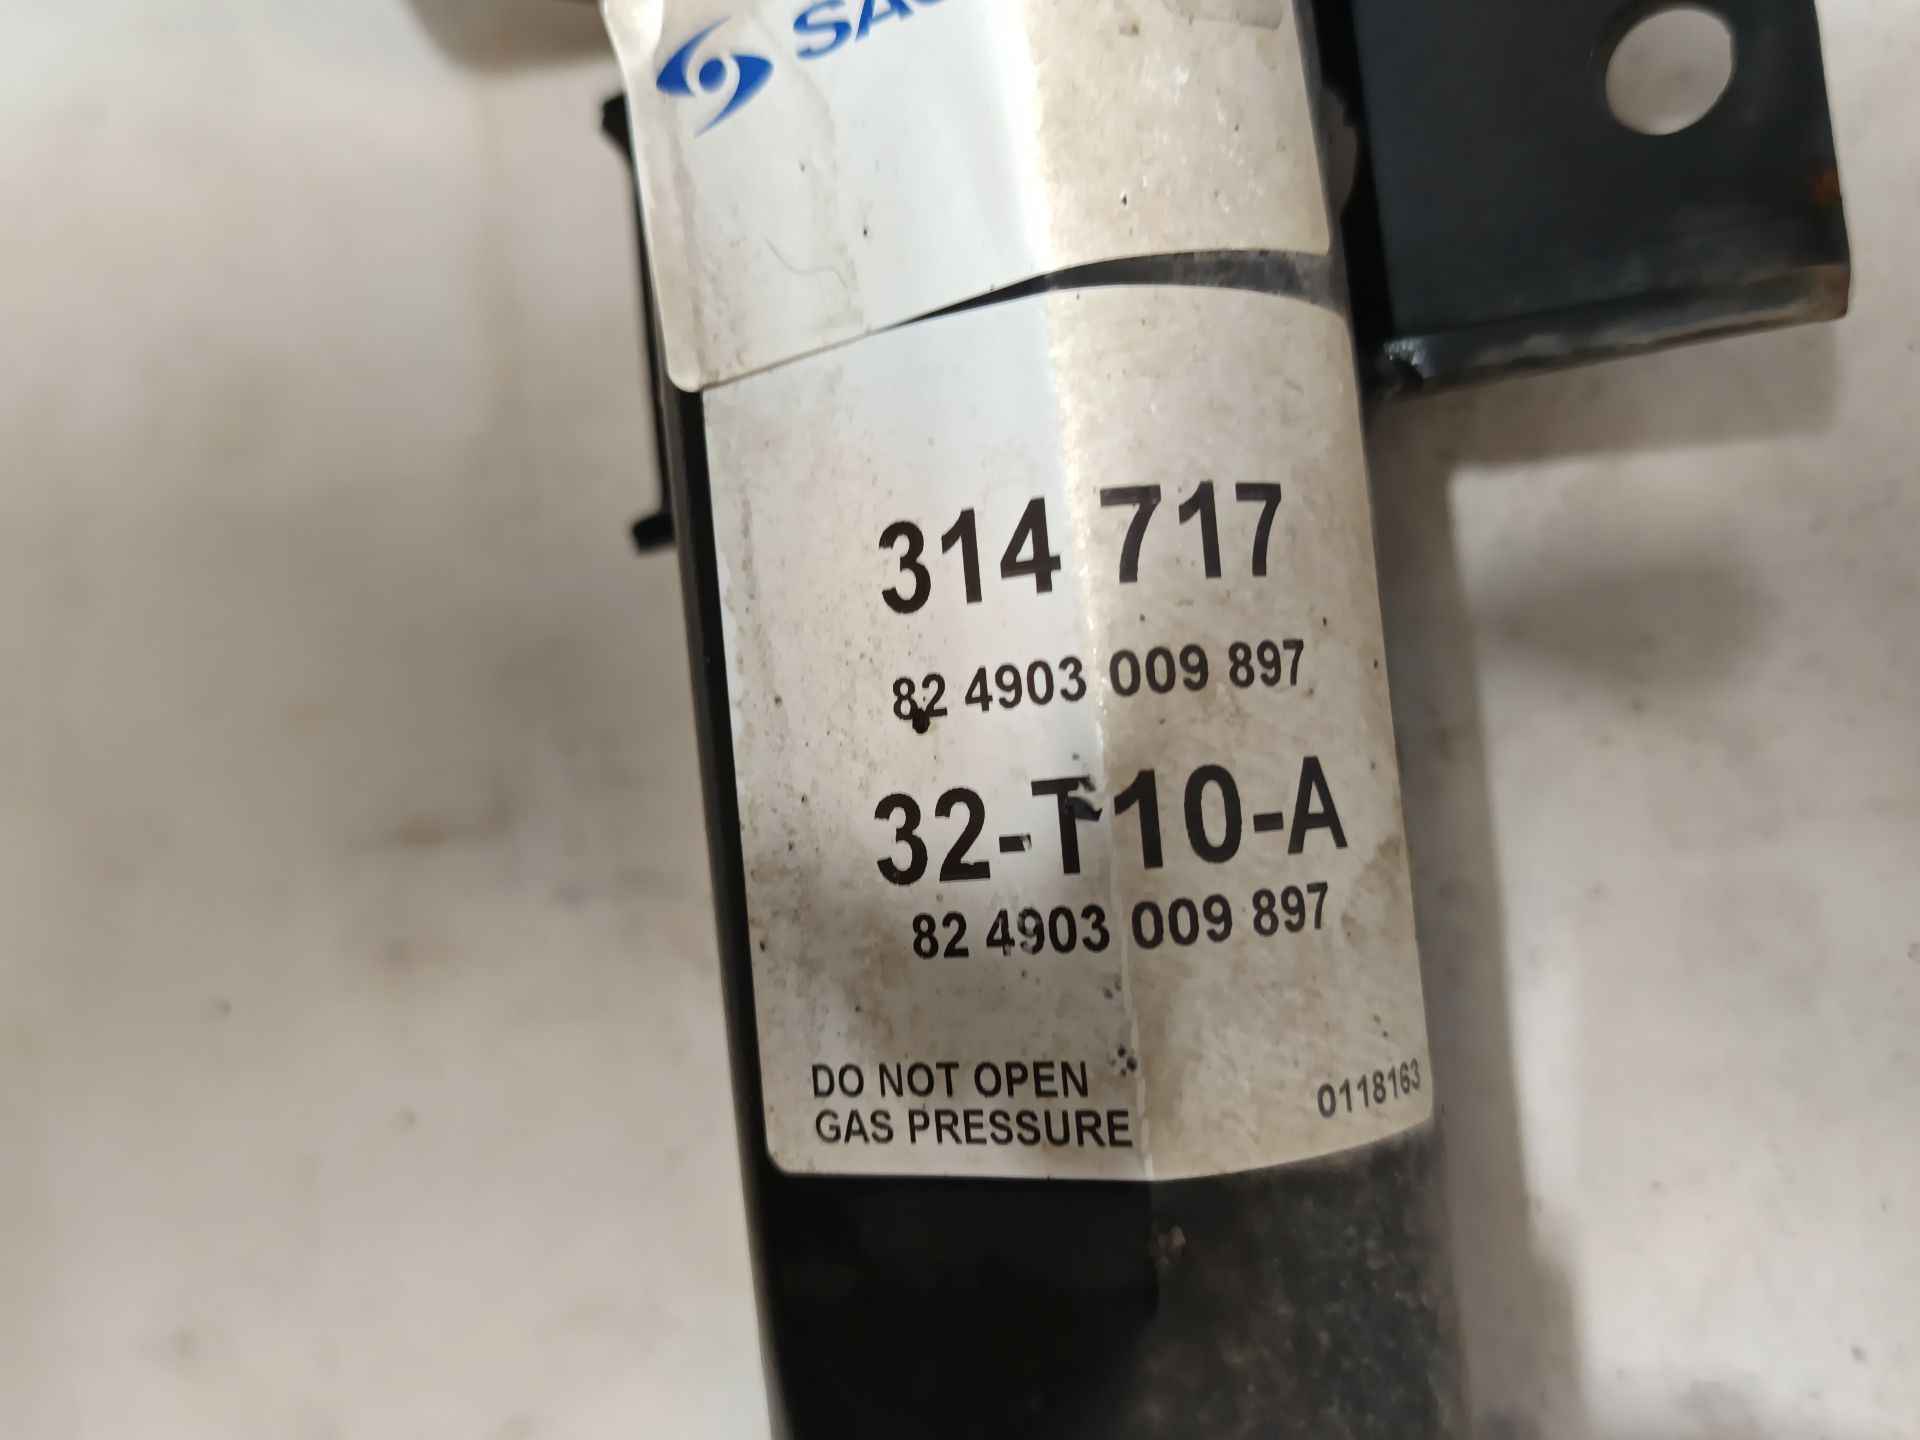 314 717
82 4903 009 897
32-T10-A
82 4903 009 897
DO NOT OPEN
GAS PRESSURE
0118163